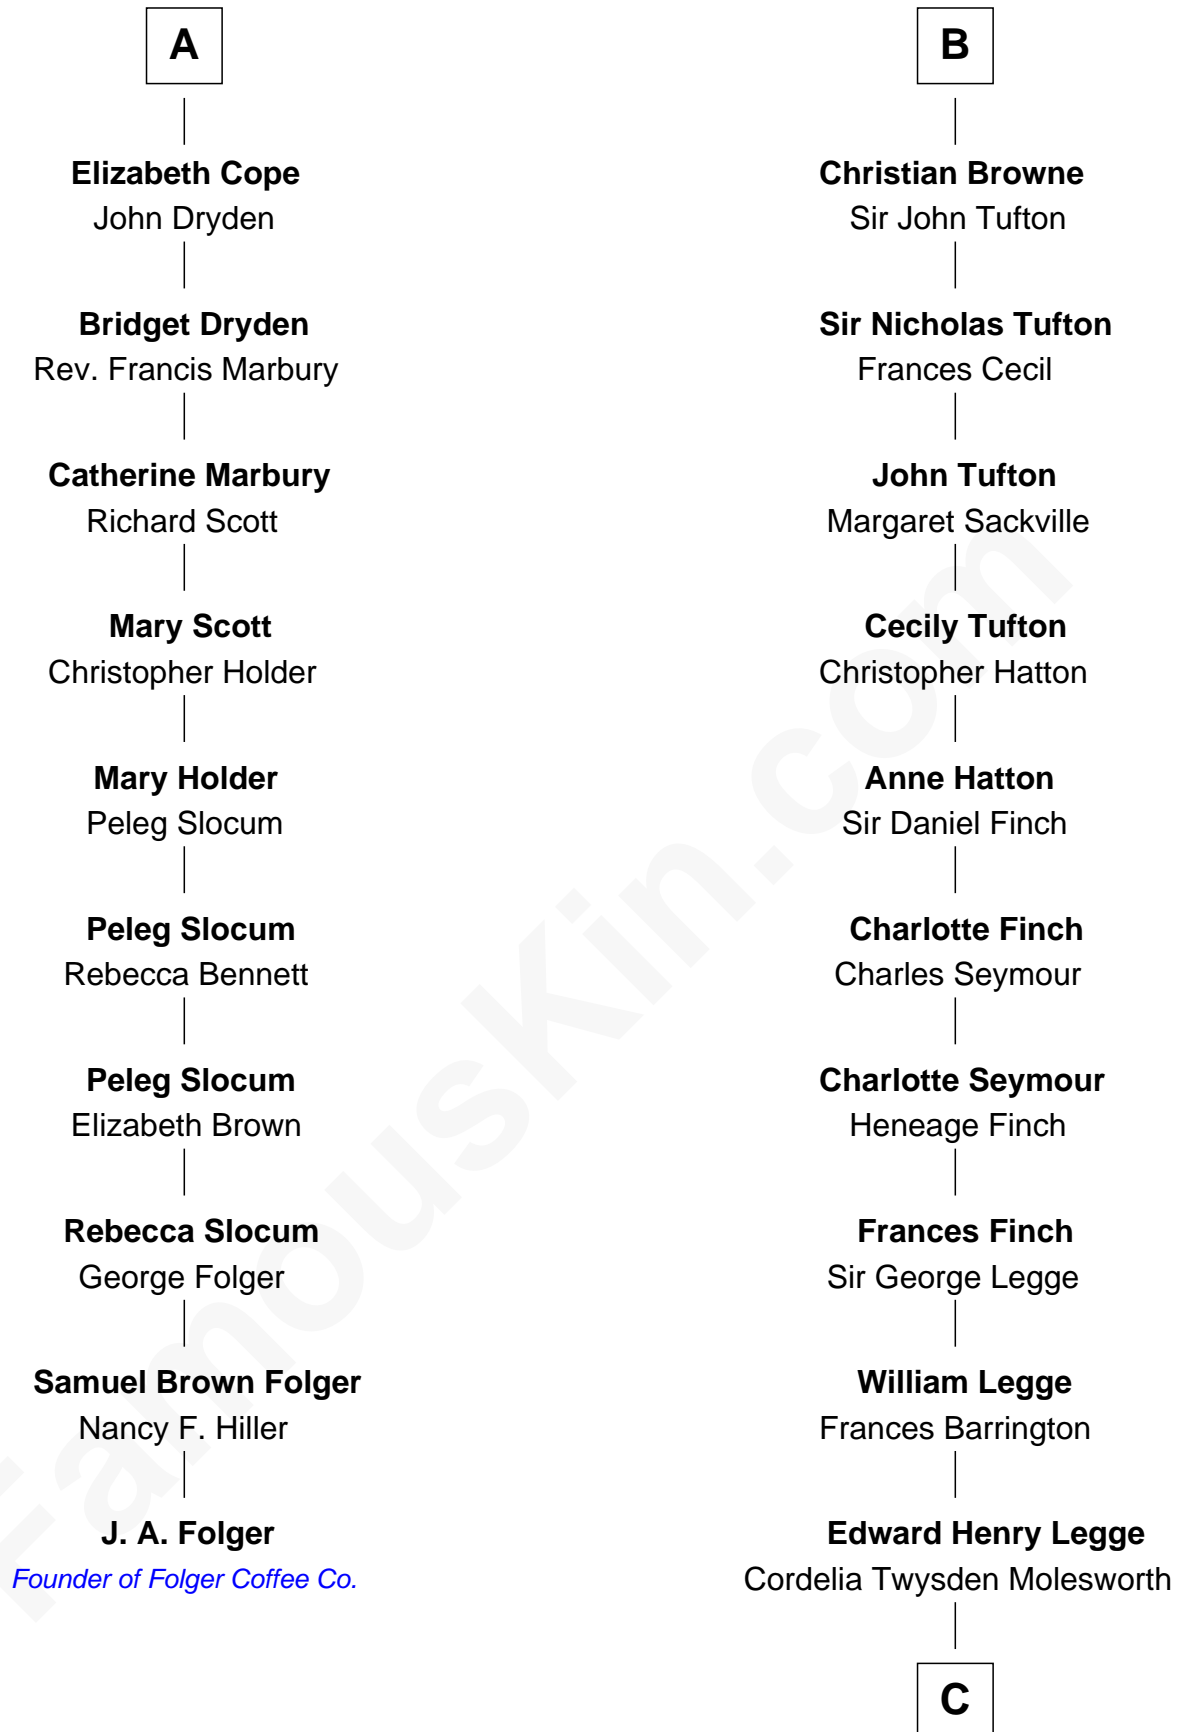 A
Elizabeth Cope
John Dryden
Bridget Dryden
Rev. Francis Marbury
Catherine Marbury
Richard Scott
Mary Scott
Christopher Holder
Mary Holder
Peleg Slocum
Peleg Slocum
Rebecca Bennett
Peleg Slocum
Elizabeth Brown
Rebecca Slocum
George Folger
Samuel Brown Folger
Nancy F. Hiller
J. A. Folger
Founder of Folger Coffee Co.
B
Christian Browne
Sir John Tufton
Sir Nicholas Tufton
Frances Cecil
John Tufton
Margaret Sackville
Cecily Tufton
Christopher Hatton
Anne Hatton
Sir Daniel Finch
Charlotte Finch
Charles Seymour
Charlotte Seymour
Heneage Finch
Frances Finch
Sir George Legge
William Legge
Frances Barrington
Edward Henry Legge
Cordelia Twysden Molesworth
C
FamousKin.com